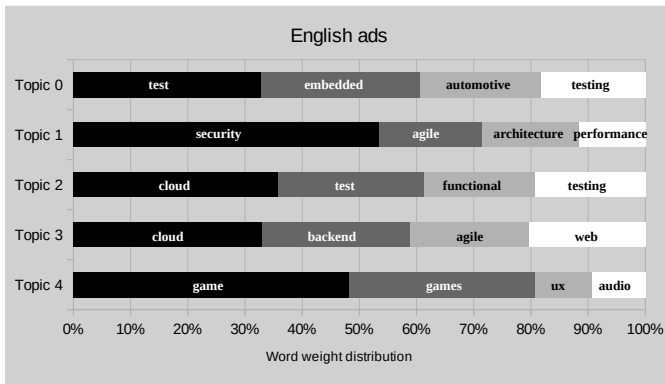 English ads
Topic 0 test embedded automotive testing
Topic 1 security agile architecture performance
Topic 2 cloud test functional testing
Topic 3 cloud backend agile web
Topic 4 game games ux audio
0% 10% 20% 30% 40% 50% 60% 70% 80% 90% 100%
Word weight distribution